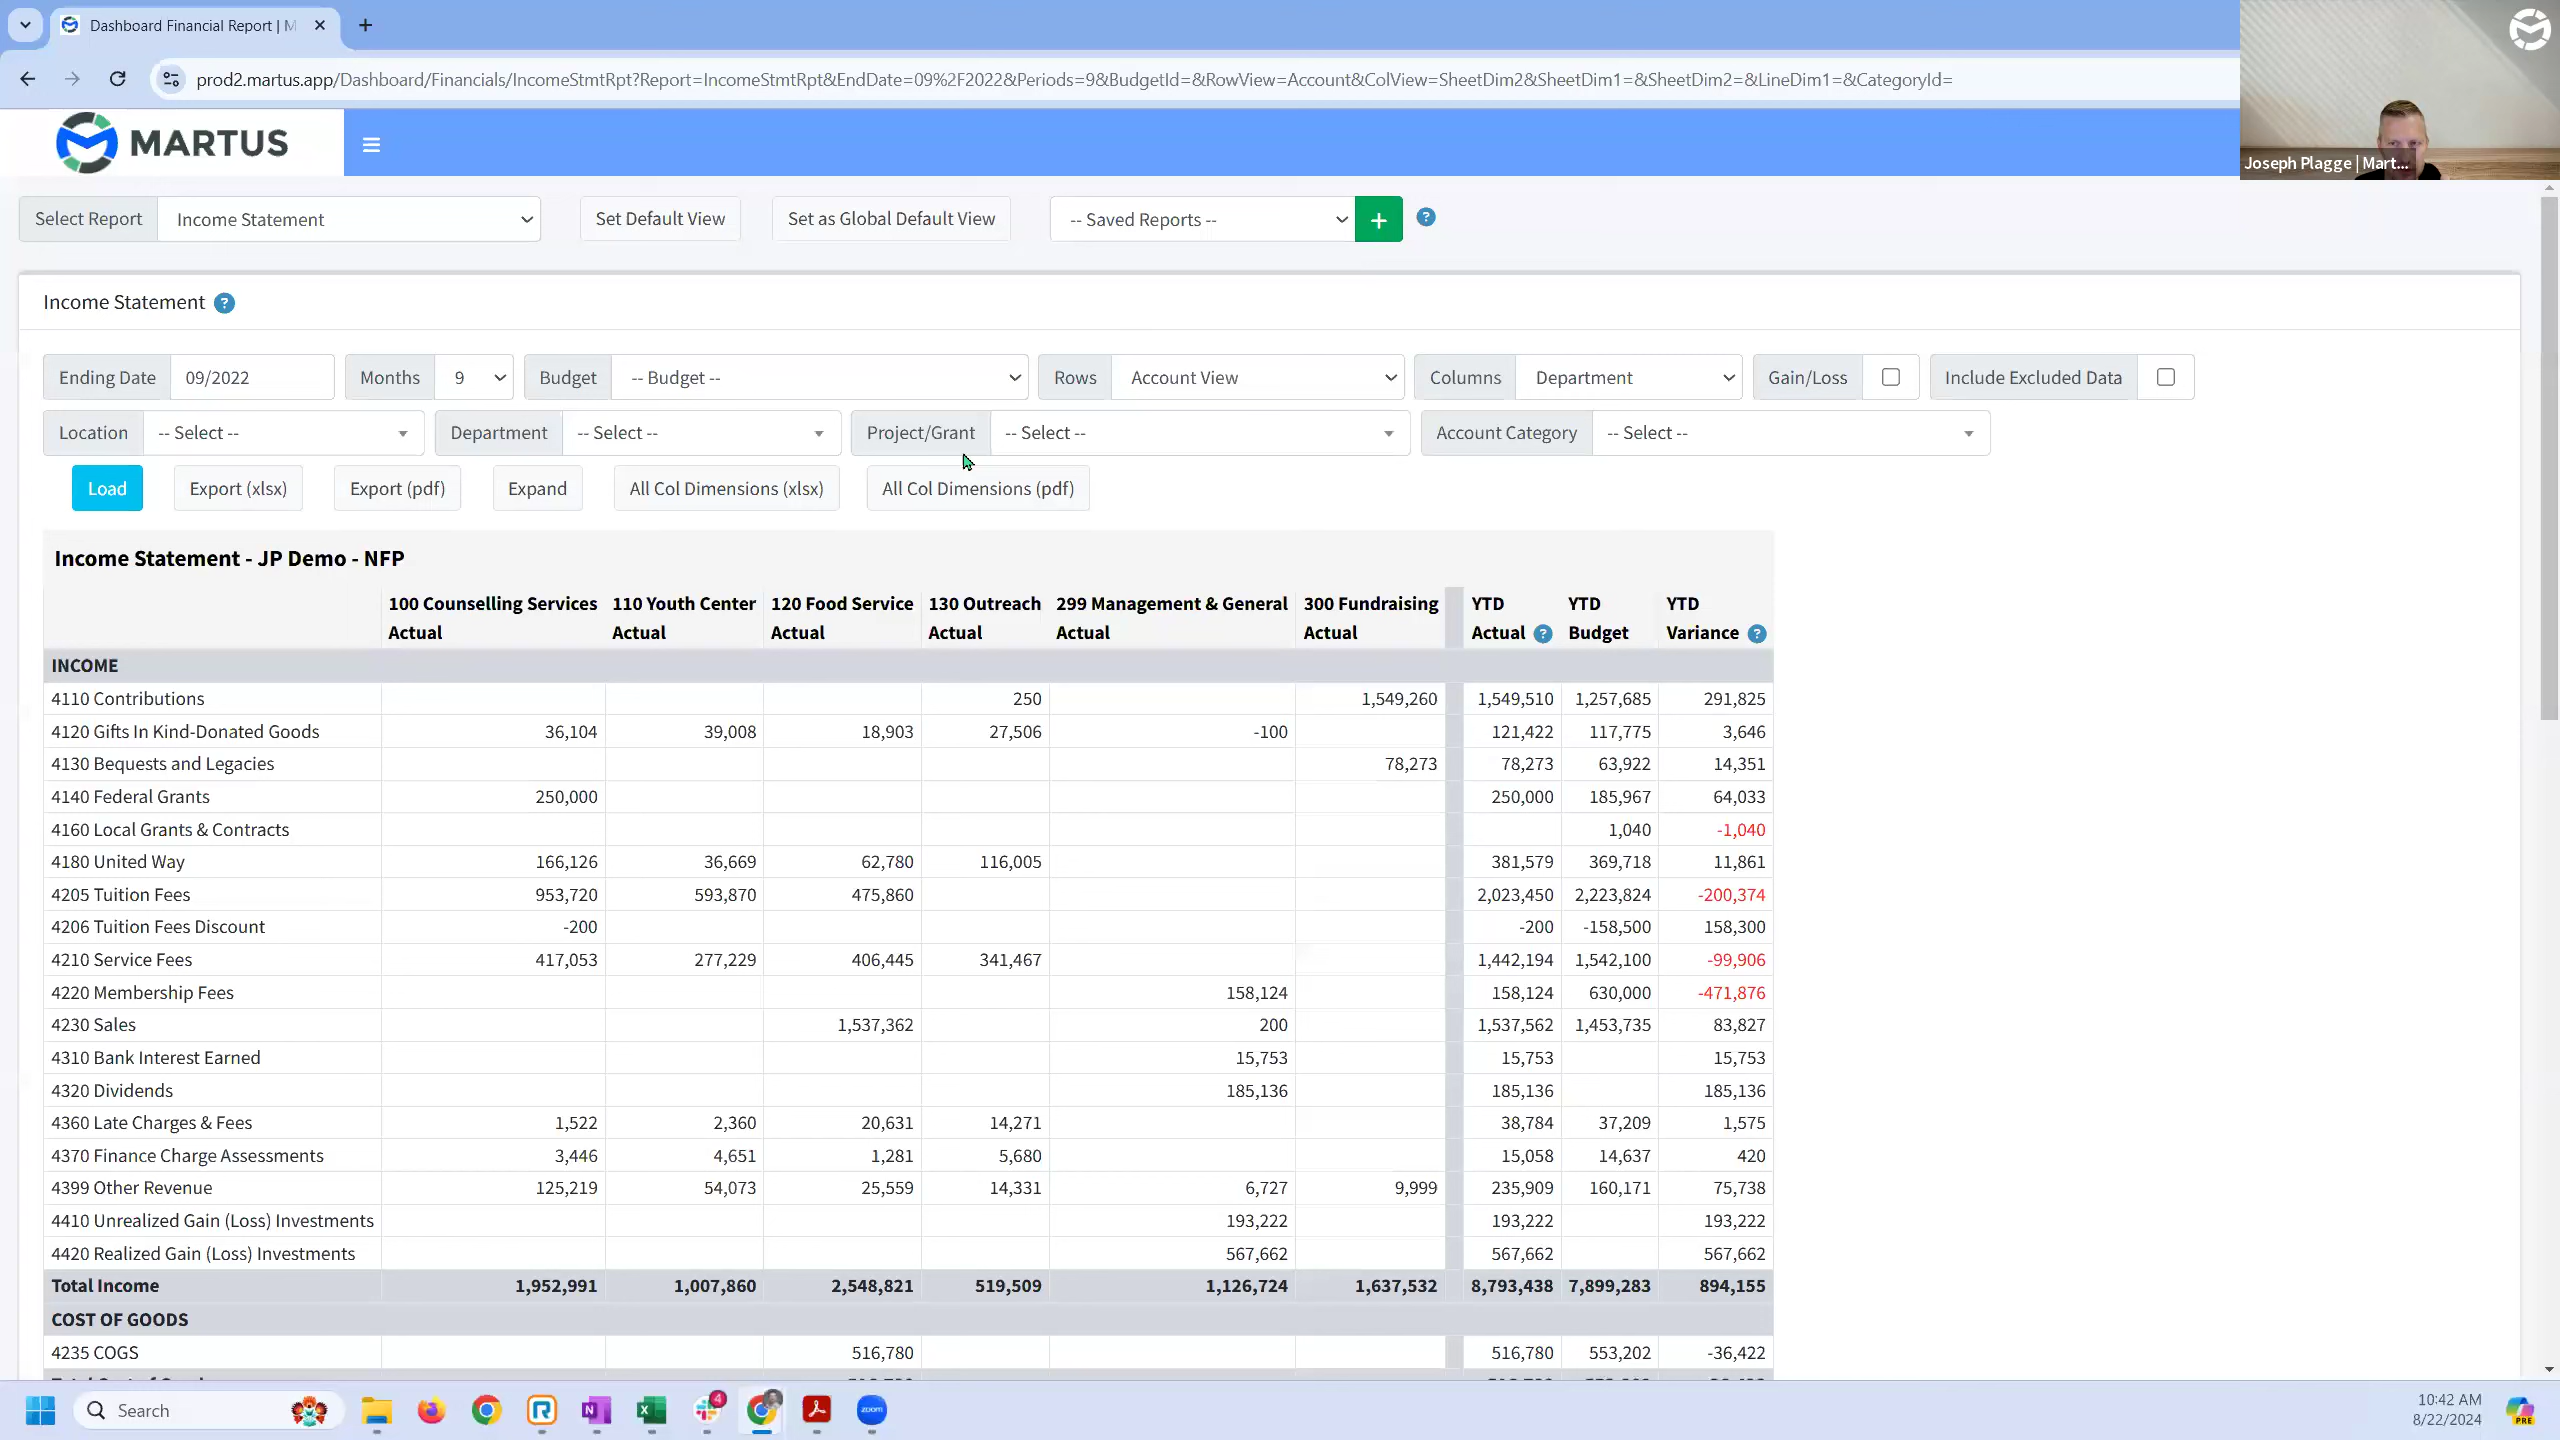 Dashboard Financial Report | M
prod2.martus.app/Dashboard/Financials/IncomeStmtRpt?Report=IncomeStmtRpt&EndDate=09%2F2022&Periods=9&BudgetId=&RowView=Account&ColView=SheetDim2&SheetDim1=&SheetDim2=&LineDim1=&CategoryId=
MARTUS
Joseph Plagge | Mart...
Select Report Income Statement Set Default View Set as Global Default View -- Saved Reports -- + ?
Income Statement ?
Ending Date 09/2022 Months 9 Budget -- Budget -- Rows Account View Columns Department Gain/Loss Include Excluded Data
Location -- Select -- Department -- Select -- Project/Grant -- Select -- Account Category -- Select --
Load Export (xlsx) Export (pdf) Expand All Col Dimensions (xlsx) All Col Dimensions (pdf)
Income Statement - JP Demo - NFP
100 Counselling Services 110 Youth Center 120 Food Service 130 Outreach 299 Management & General 300 Fundraising YTD YTD YTD
Actual Actual Actual Actual Actual Actual Actual ? Budget Variance ?
INCOME
4110 Contributions 250 1,549,260 1,549,510 1,257,685 291,825
4120 Gifts In Kind-Donated Goods 36,104 39,008 18,903 27,506 -100 121,422 117,775 3,646
4130 Bequests and Legacies 78,273 78,273 63,922 14,351
4140 Federal Grants 250,000 250,000 185,967 64,033
4160 Local Grants & Contracts 1,040 -1,040
4180 United Way 166,126 36,669 62,780 116,005 381,579 369,718 11,861
4205 Tuition Fees 953,720 593,870 475,860 2,023,450 2,223,824 -200,374
4206 Tuition Fees Discount -200 -200 -158,500 158,300
4210 Service Fees 417,053 277,229 406,445 341,467 1,442,194 1,542,100 -99,906
4220 Membership Fees 158,124 158,124 630,000 -471,876
4230 Sales 1,537,362 200 1,537,562 1,453,735 83,827
4310 Bank Interest Earned 15,753 15,753 15,753
4320 Dividends 185,136 185,136 185,136
4360 Late Charges & Fees 1,522 2,360 20,631 14,271 38,784 37,209 1,575
4370 Finance Charge Assessments 3,446 4,651 1,281 5,680 15,058 14,637 420
4399 Other Revenue 125,219 54,073 25,559 14,331 6,727 9,999 235,909 160,171 75,738
4410 Unrealized Gain (Loss) Investments 193,222 193,222 193,222
4420 Realized Gain (Loss) Investments 567,662 567,662 567,662
Total Income 1,952,991 1,007,860 2,548,821 519,509 1,126,724 1,637,532 8,793,438 7,899,283 894,155
COST OF GOODS
4235 COGS 516,780 516,780 553,202 -36,422
Search 4 zoom 10:42 AM
8/22/2024 PRE